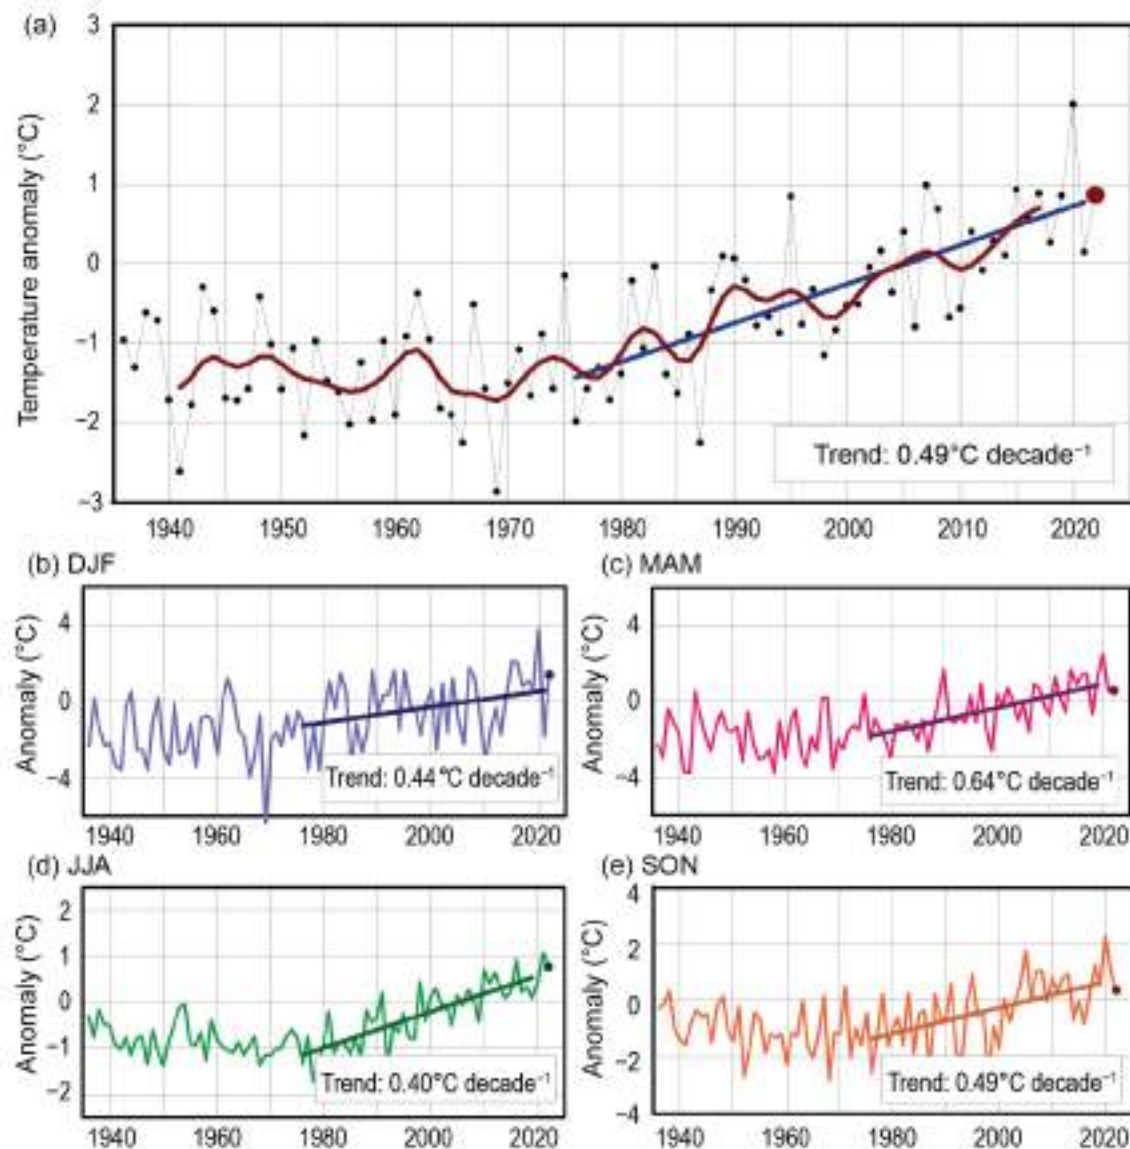 (a)
Temperature anomaly (°C)
3
2
1
0
−1
−2
−3
Trend: 0.49°C decade⁻¹
1940 1950 1960 1970 1980 1990 2000 2010 2020
(b) DJF
Anomaly (°C)
4
0
−4
Trend: 0.44°C decade⁻¹
1940 1960 1980 2000 2020
(c) MAM
Anomaly (°C)
4
0
−4
Trend: 0.64°C decade⁻¹
1940 1960 1980 2000 2020
(d) JJA
Anomaly (°C)
2
1
0
−1
−2
Trend: 0.40°C decade⁻¹
1940 1960 1980 2000 2020
(e) SON
Anomaly (°C)
4
2
0
−2
−4
Trend: 0.49°C decade⁻¹
1940 1960 1980 2000 2020